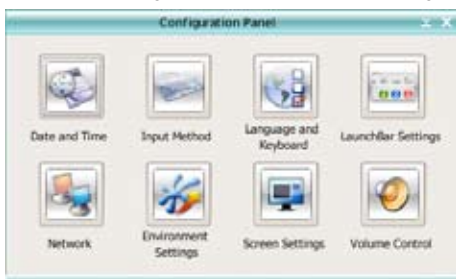 Configuration Panel
Date and Time
Input Method
Language and
Keyboard
LaunchBar Settings
Network
Environment
Settings
Screen Settings
Volume Control